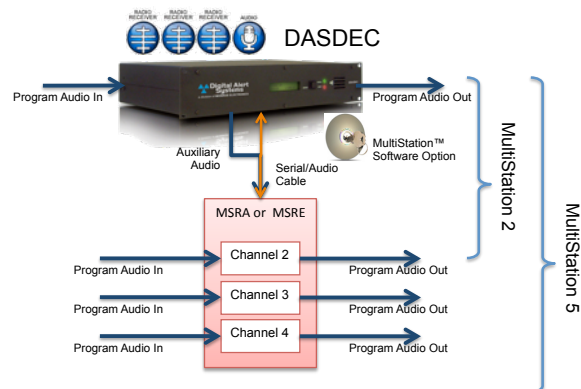 RADIO
RECEIVER
RADIO
RECEIVER
RADIO
RECEIVER
AUDIO
DASDEC
Digital Alert
Systems
Program Audio In
Program Audio Out
MultiStation™
Software Option
Auxiliary
Audio
Serial/Audio
Cable
MultiStation 2
MultiStation 5
MSRA or MSRE
Channel 2
Program Audio In
Program Audio Out
Channel 3
Program Audio In
Program Audio Out
Channel 4
Program Audio In
Program Audio Out